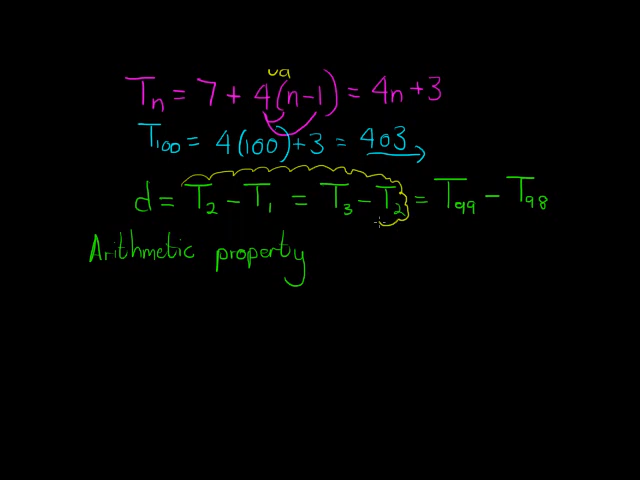 ua
Tn = 7 + 4(n-1) = 4n+3
T100 = 4(100)+3 = 403
d = T2 - T1 = T3 - T2 = T99 - T98
Arithmetic property